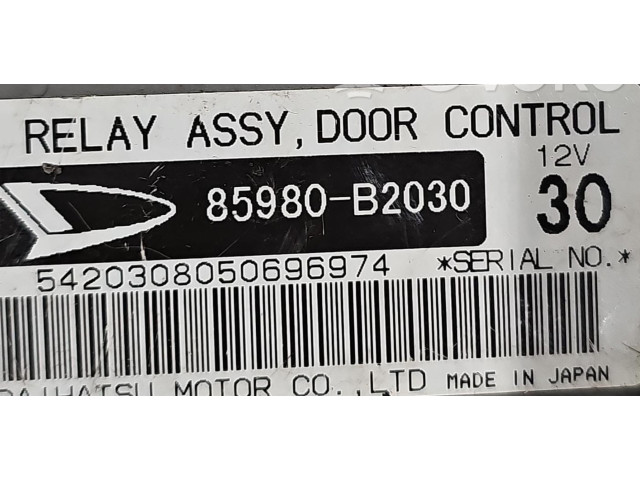 RELAY ASSY, DOOR CONTROL
12V
85980-B2030 30
5420308050696974 *SERIAL NO.*
DAIHATSU MOTOR CO.,LTD MADE IN JAPAN